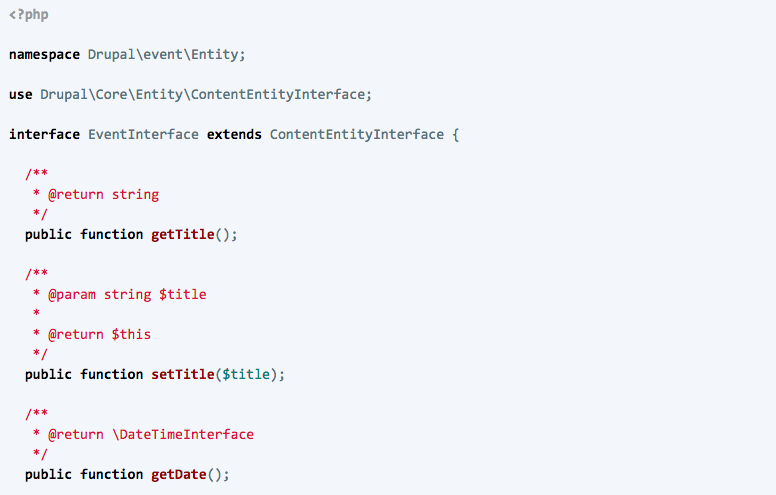 <?php
namespace Drupal\event\Entity;
use Drupal\Core\Entity\ContentEntityInterface;
interface EventInterface extends ContentEntityInterface {
/**
* @return string
*/
public function getTitle();
/**
* @param string $title
*
* @return $this
*/
public function setTitle($title);
/**
* @return \DateTimeInterface
*/
public function getDate();